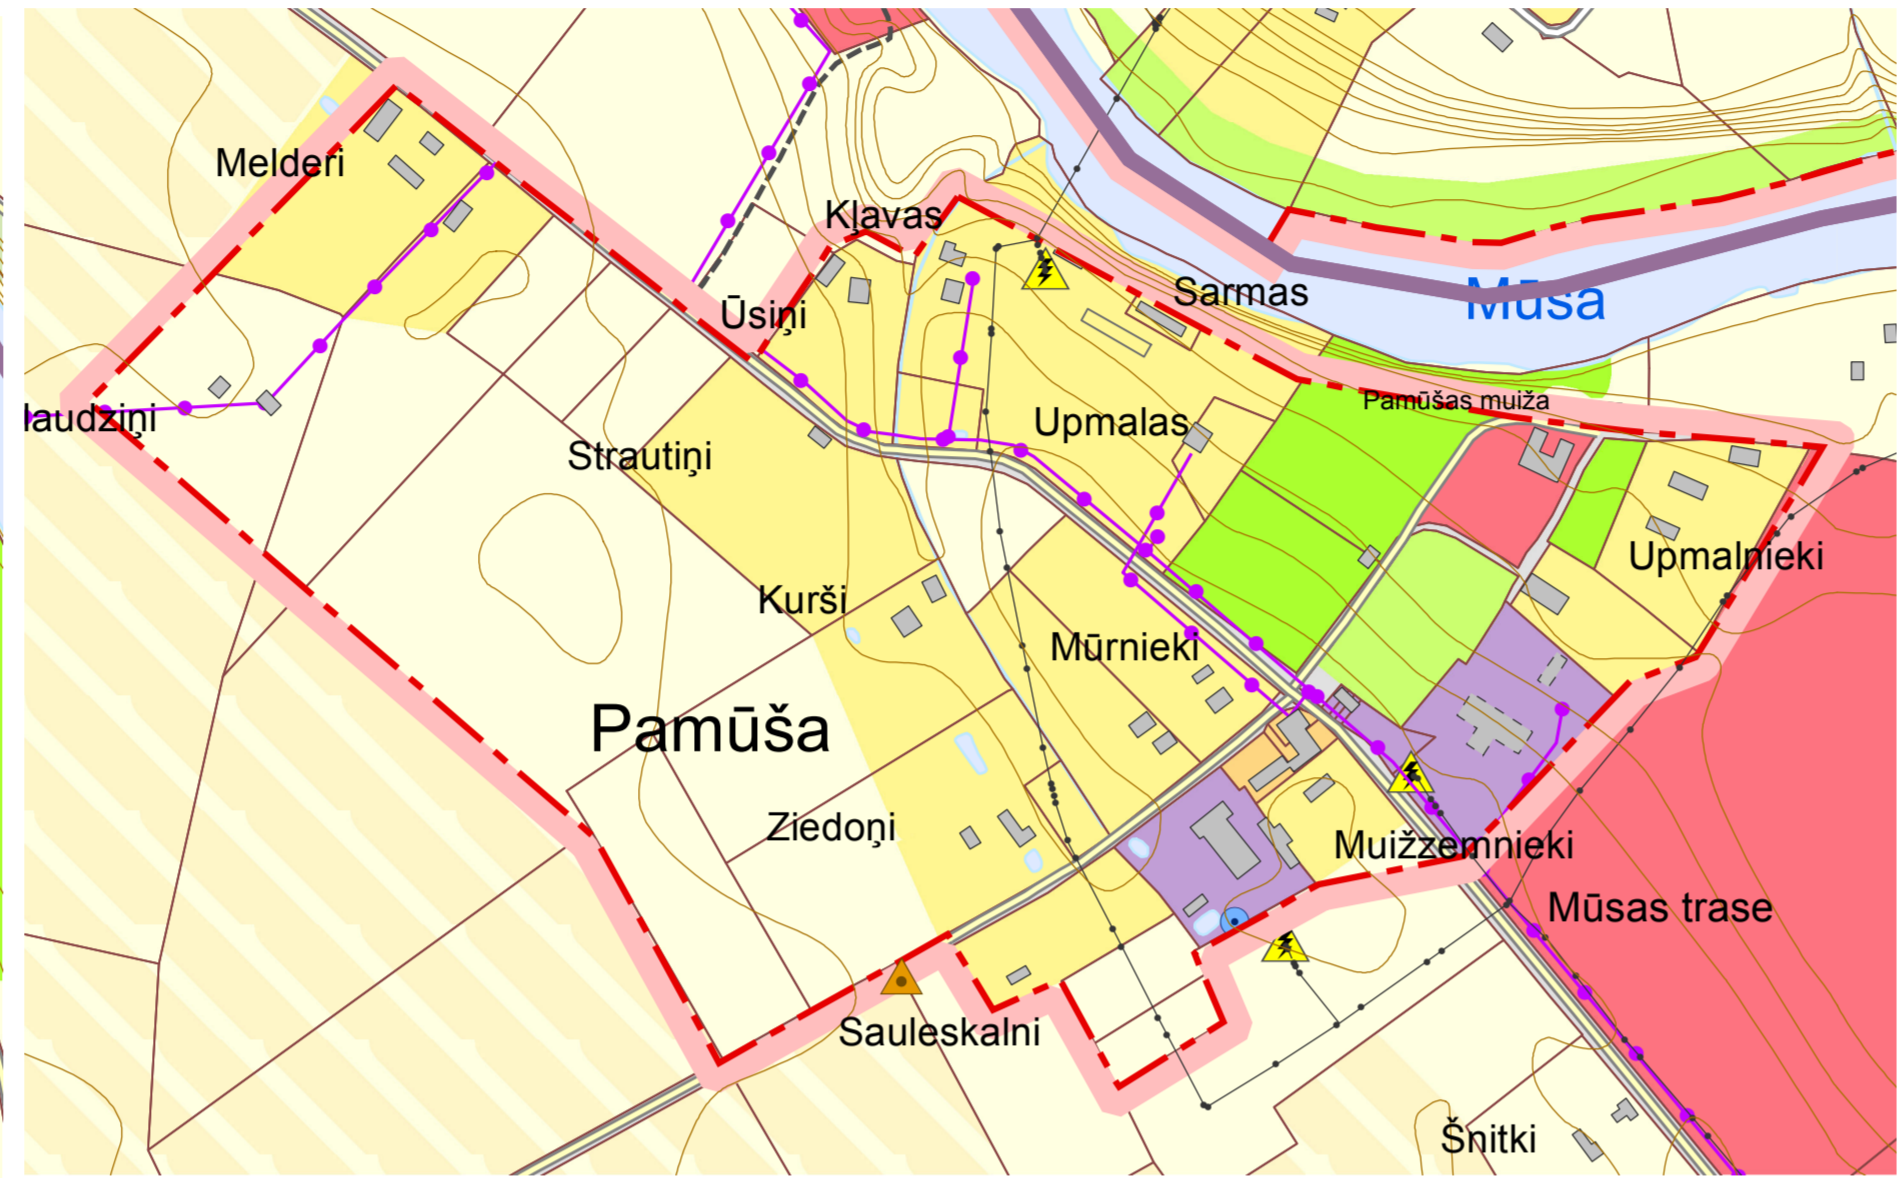 Melderi
Kļavas
Sarmas
Mūsa
Ūsiņi
laudziņi
Pamūšas muiža
Upmalas
Strautiņi
Upmalnieki
Kurši
Mūrnieki
Pamūša
Ziedoņi
Muižzemnieki
Mūsas trase
Sauleskalni
Šnitki